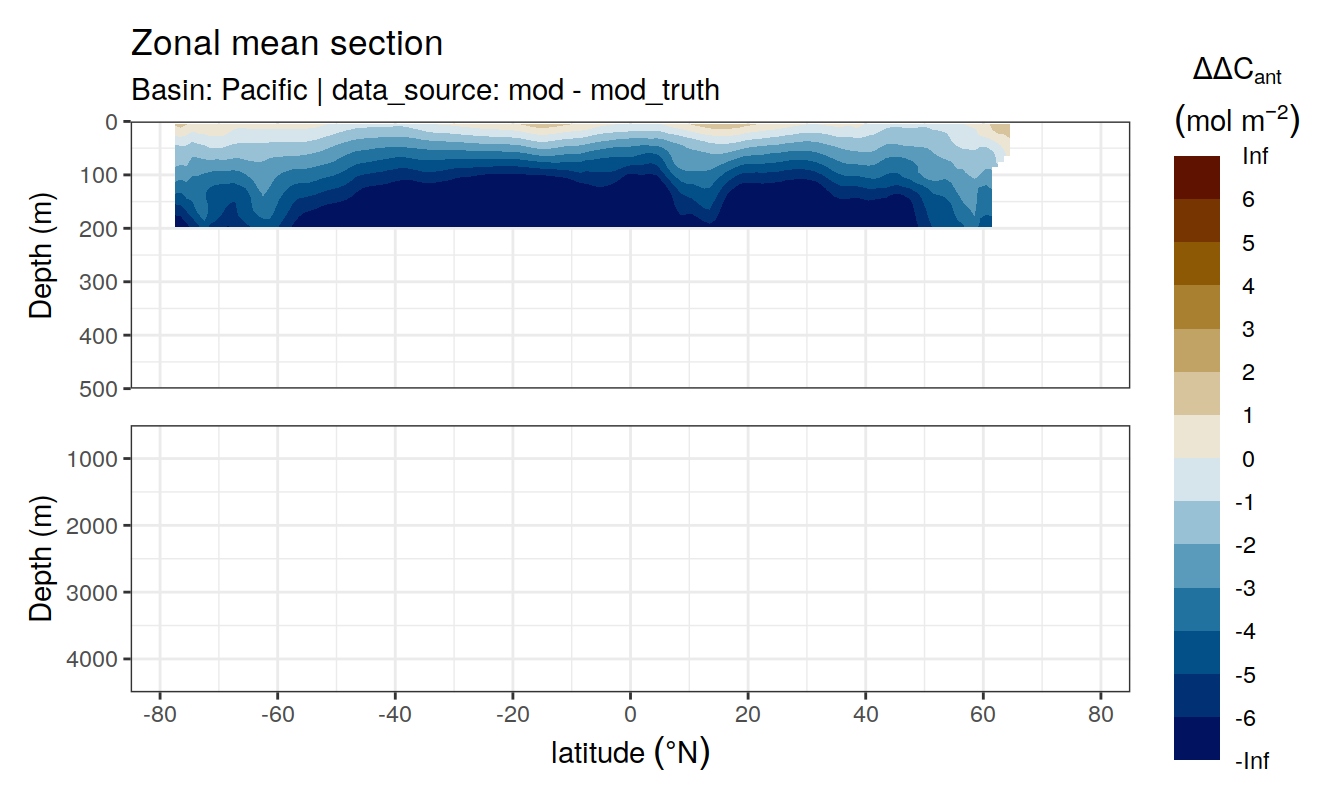 Zonal mean section
Basin: Pacific | data_source: mod - mod_truth
ΔΔCant
(mol m−2)
Inf
6
5
4
3
2
1
0
-1
-2
-3
-4
-5
-6
-Inf
Depth (m)
0
100
200
300
400
500
Depth (m)
1000
2000
3000
4000
-80 -60 -40 -20 0 20 40 60 80
latitude (°N)